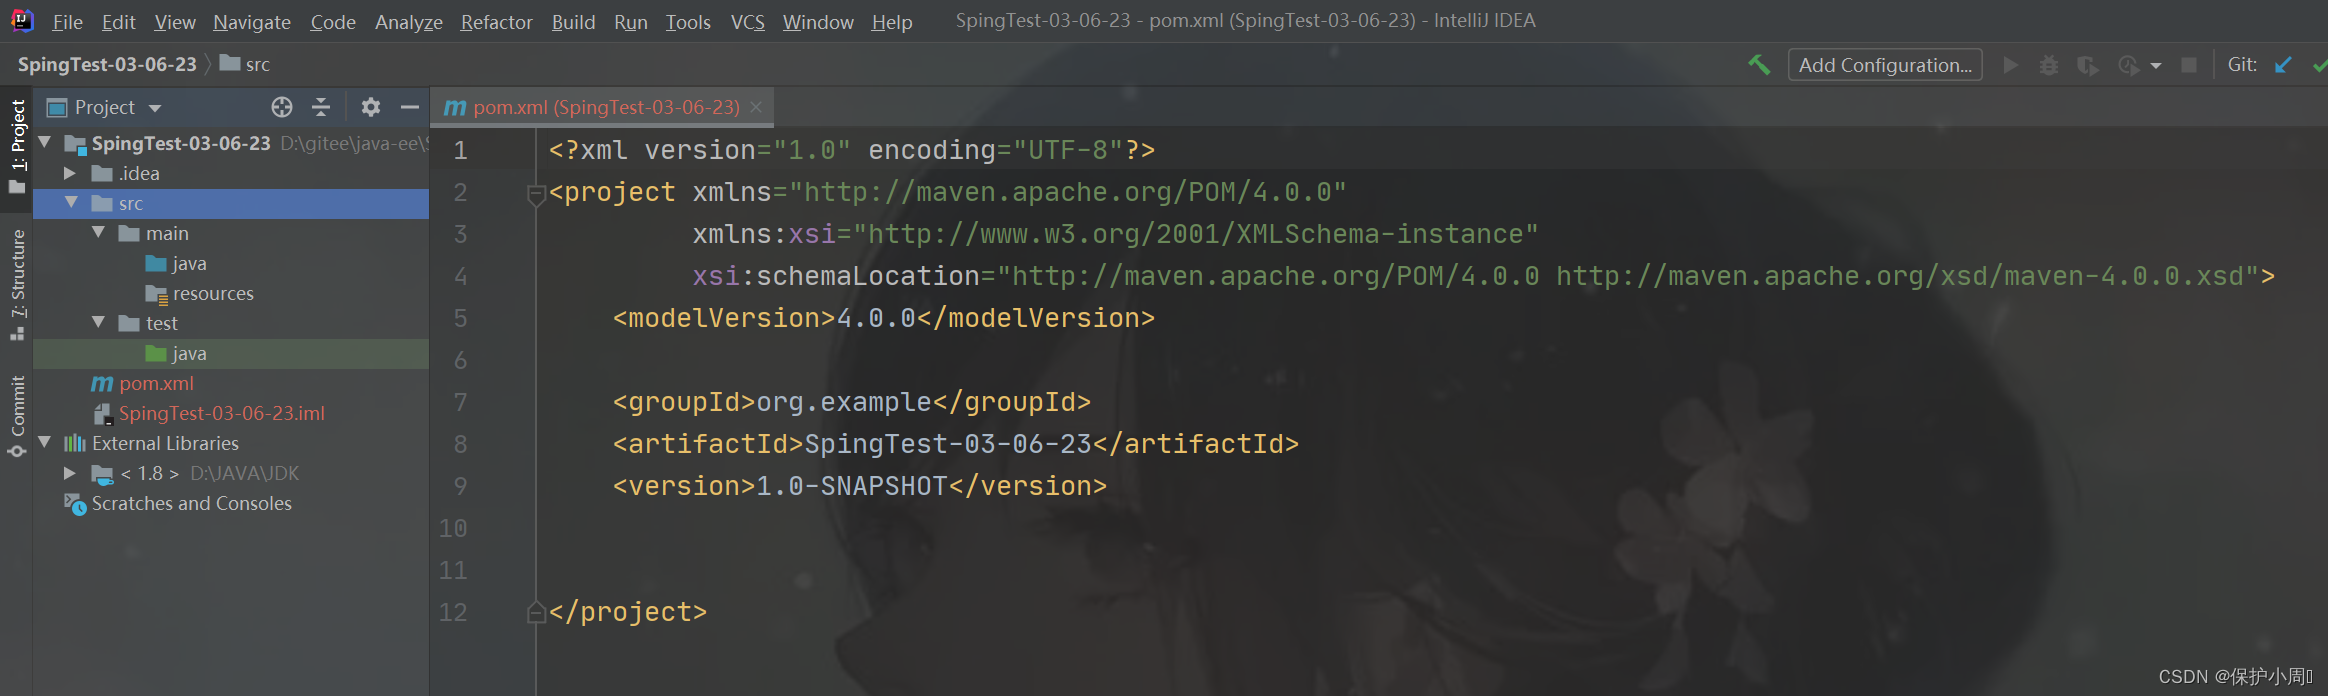 File Edit View Navigate Code Analyze Refactor Build Run Tools VCS Window Help SpingTest-03-06-23 - pom.xml (SpingTest-03-06-23) - IntelliJ IDEA
SpingTest-03-06-23 src Add Configuration... Git:
1: Project
7: Structure
Commit
Project
SpingTest-03-06-23 D:\gitee\java-ee\S
.idea
src
main
java
resources
test
java
pom.xml
SpingTest-03-06-23.iml
External Libraries
< 1.8 > D:\JAVA\JDK
Scratches and Consoles
pom.xml (SpingTest-03-06-23)
1 <?xml version="1.0" encoding="UTF-8"?>
2 <project xmlns="http://maven.apache.org/POM/4.0.0"
3 xmlns:xsi="http://www.w3.org/2001/XMLSchema-instance"
4 xsi:schemaLocation="http://maven.apache.org/POM/4.0.0 http://maven.apache.org/xsd/maven-4.0.0.xsd">
5 <modelVersion>4.0.0</modelVersion>
6
7 <groupId>org.example</groupId>
8 <artifactId>SpingTest-03-06-23</artifactId>
9 <version>1.0-SNAPSHOT</version>
10
11
12 </project>
CSDN @保护小周